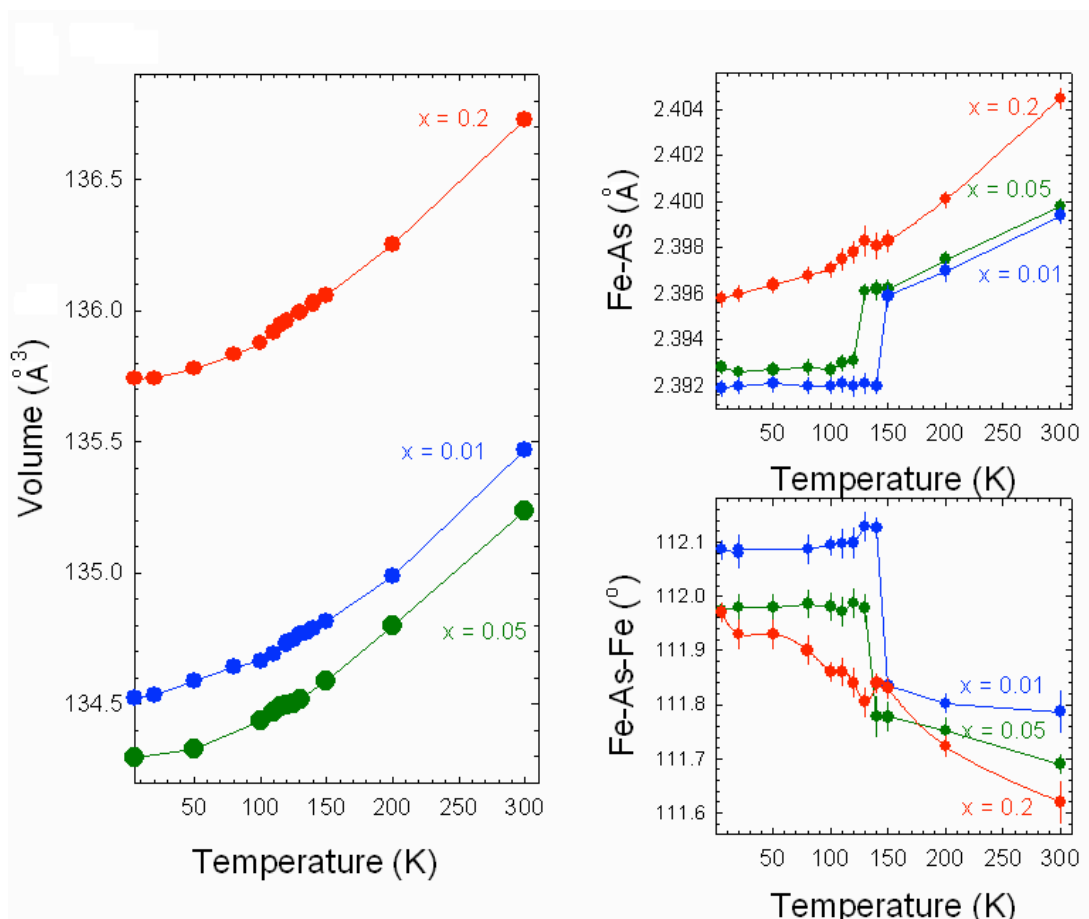 Volume (Å³)
136.5
136.0
135.5
135.0
134.5
x = 0.2
x = 0.01
x = 0.05
50 100 150 200 250 300
Temperature (K)
Fe-As (Å)
2.404
2.402
2.400
2.398
2.396
2.394
2.392
x = 0.2
x = 0.05
x = 0.01
50 100 150 200 250 300
Temperature (K)
Fe-As-Fe (⁰)
112.1
112.0
111.9
111.8
111.7
111.6
x = 0.01
x = 0.05
x = 0.2
50 100 150 200 250 300
Temperature (K)